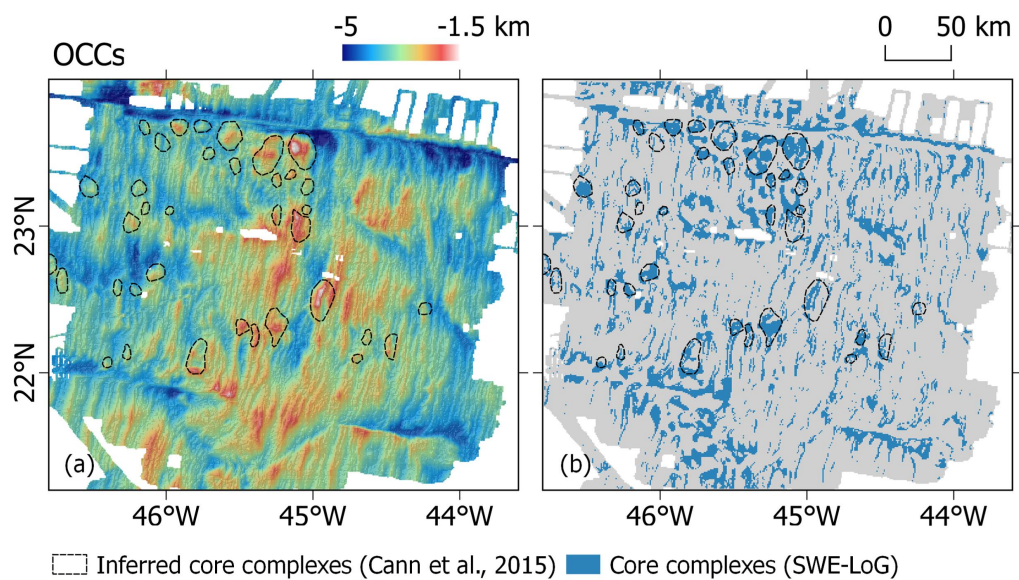 OCCs
-5
-1.5 km
0
50 km
23°N
22°N
(a)
(b)
46°W
45°W
44°W
46°W
45°W
44°W
Inferred core complexes (Cann et al., 2015)
Core complexes (SWE-LoG)